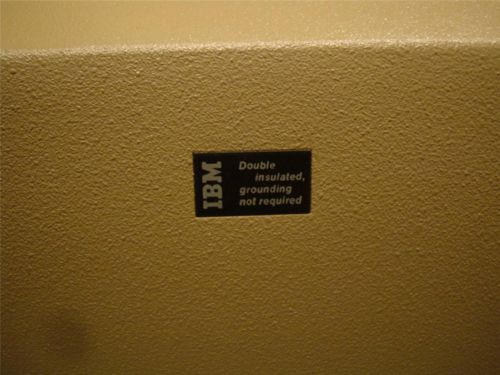 IBM
Double
insulated,
grounding
not required